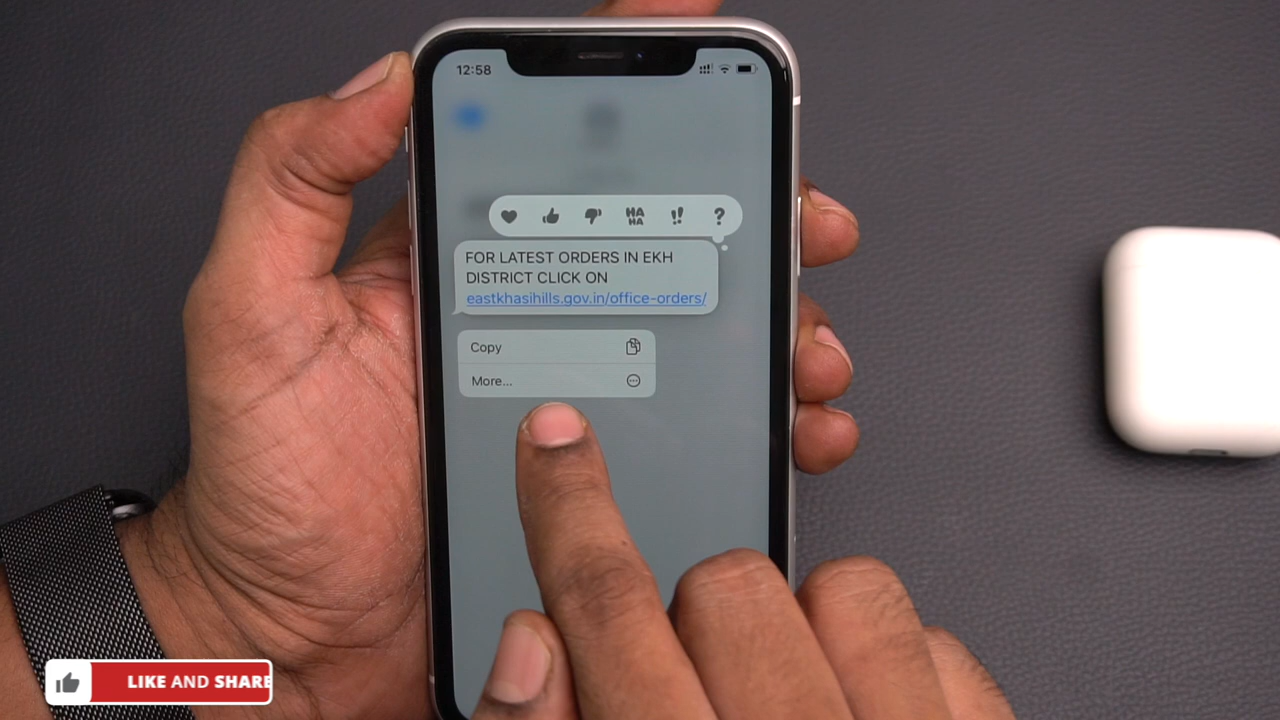 12:58
HA
HA
!!
?
FOR LATEST ORDERS IN EKH
DISTRICT CLICK ON
eastkhasihills.gov.in/office-orders/
Copy
More...
LIKE AND SHARE